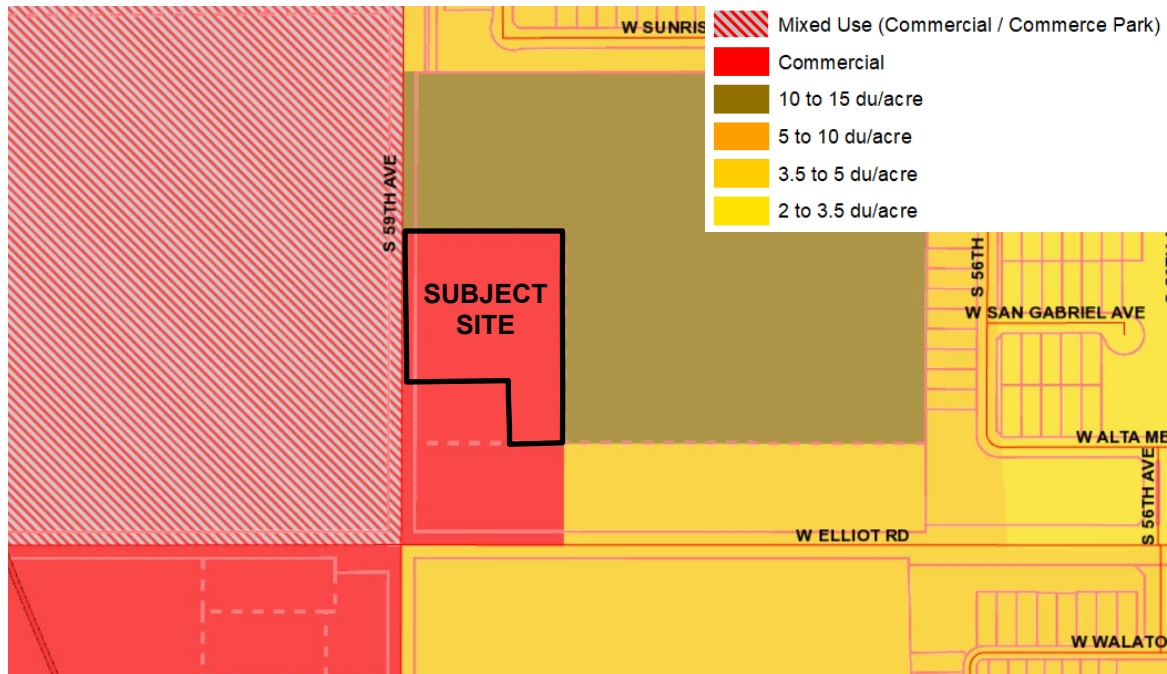 W SUNRIS
Mixed Use (Commercial / Commerce Park)
Commercial
10 to 15 du/acre
5 to 10 du/acre
3.5 to 5 du/acre
2 to 3.5 du/acre
S 59TH AVE
SUBJECT
SITE
S 56TH
W SAN GABRIEL AVE
W ALTA ME
S 56TH AVE
W ELLIOT RD
W WALATO